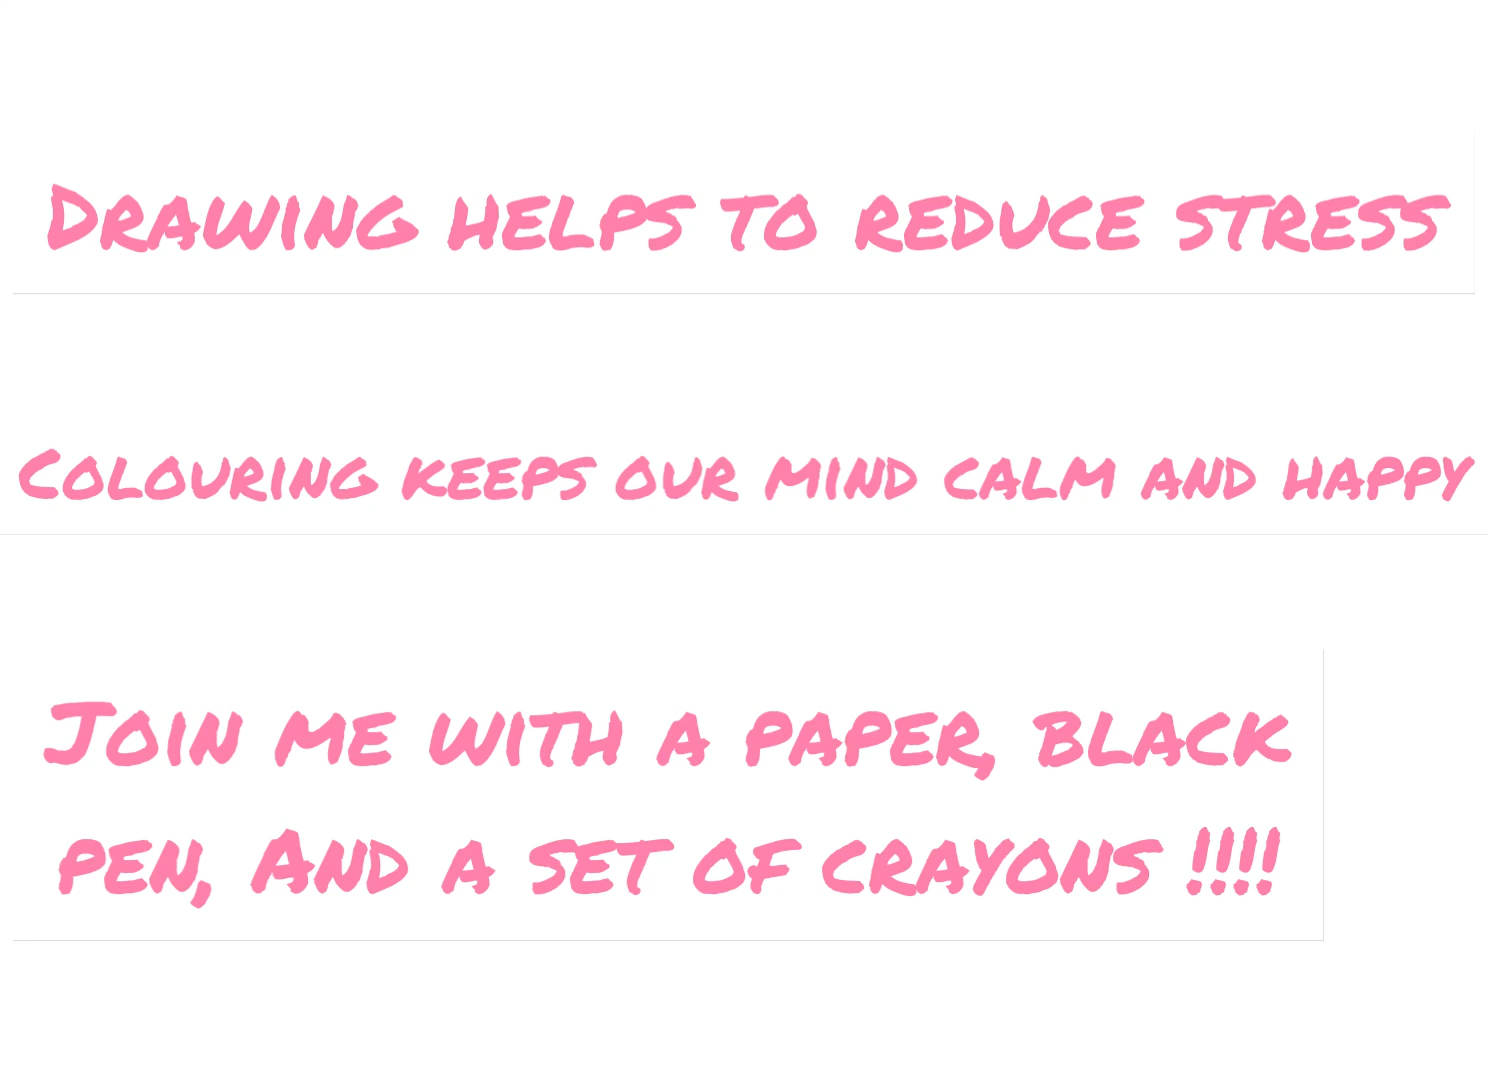 Drawing helps to reduce stress
Colouring keeps our mind calm and happy
Join me with a paper, black
pen, And a set of crayons !!!!